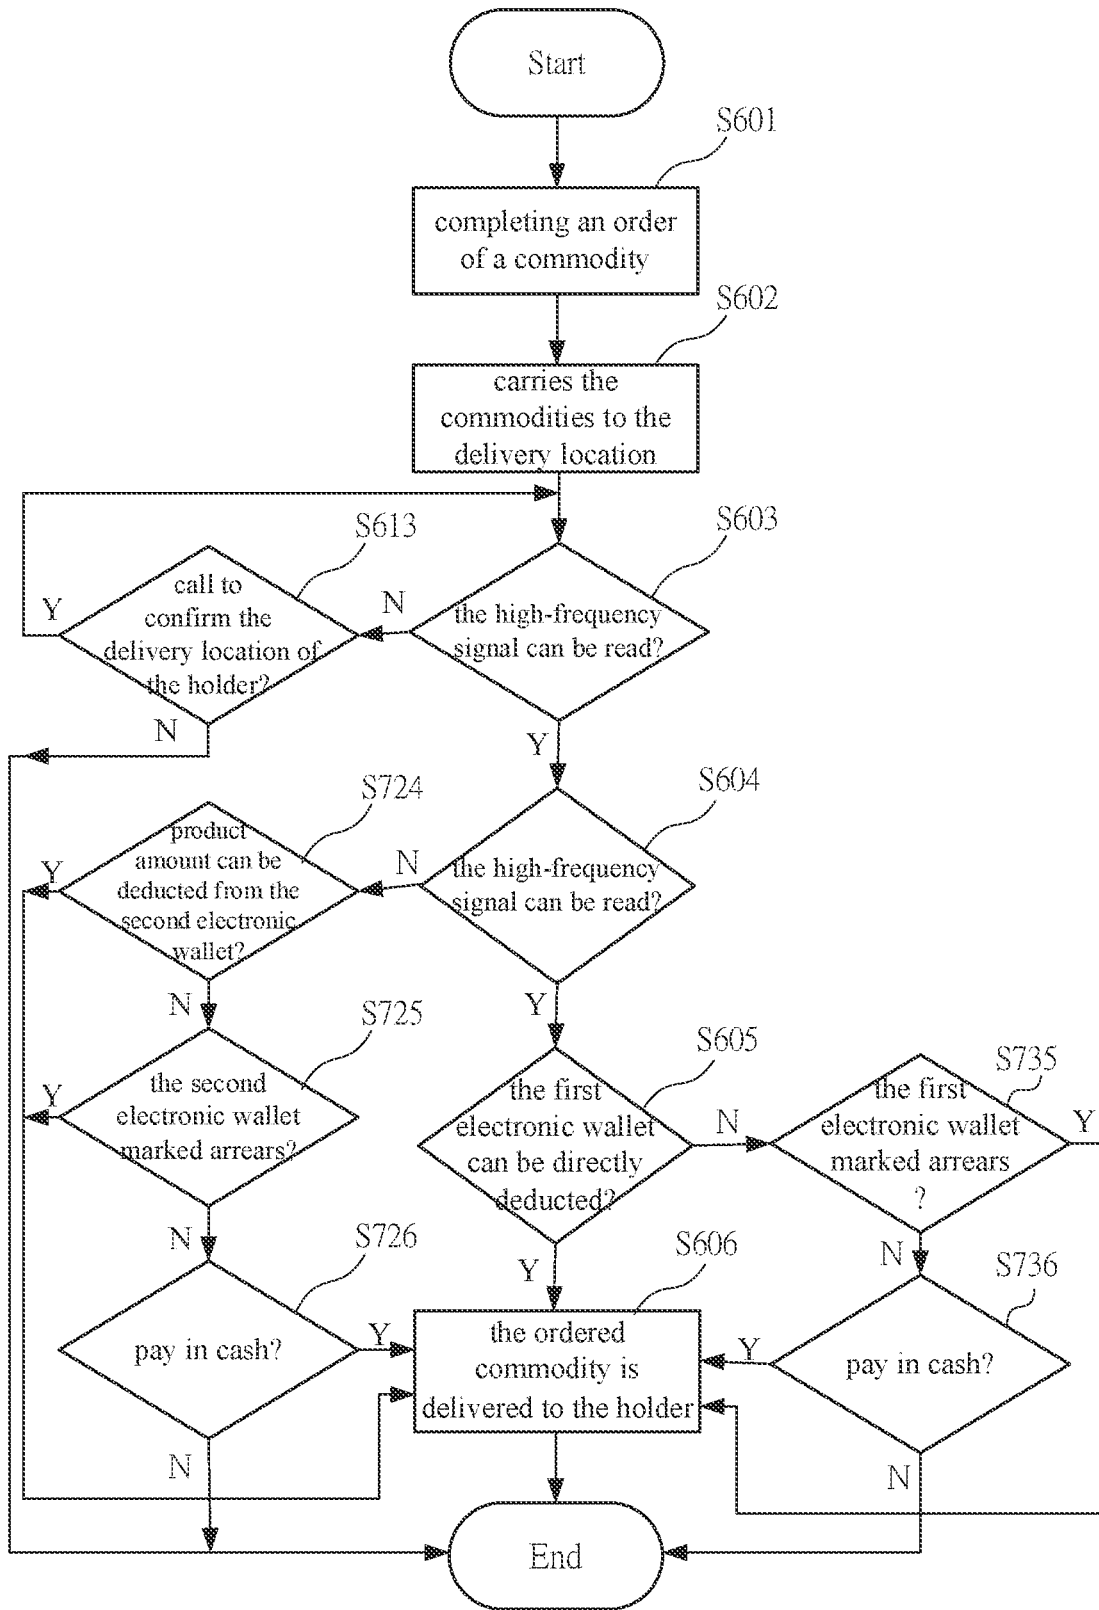 Start
S601
completing an order
of a commodity
S602
carries the
commodities to the
delivery location
S613
call to
confirm the
delivery location of
the holder?
Y
N
S603
the high-frequency
signal can be read?
N
Y
S724
product
amount can be
deducted from the
second electronic
wallet?
Y
N
S604
the high-frequency
signal can be read?
N
Y
S725
the second
electronic wallet
marked arrears?
Y
N
S605
the first
electronic wallet
can be directly
deducted?
N
Y
S735
the first
electronic wallet
marked arrears
?
Y
N
S726
pay in cash?
Y
N
S606
the ordered
commodity is
delivered to the holder
S736
pay in cash?
Y
N
End